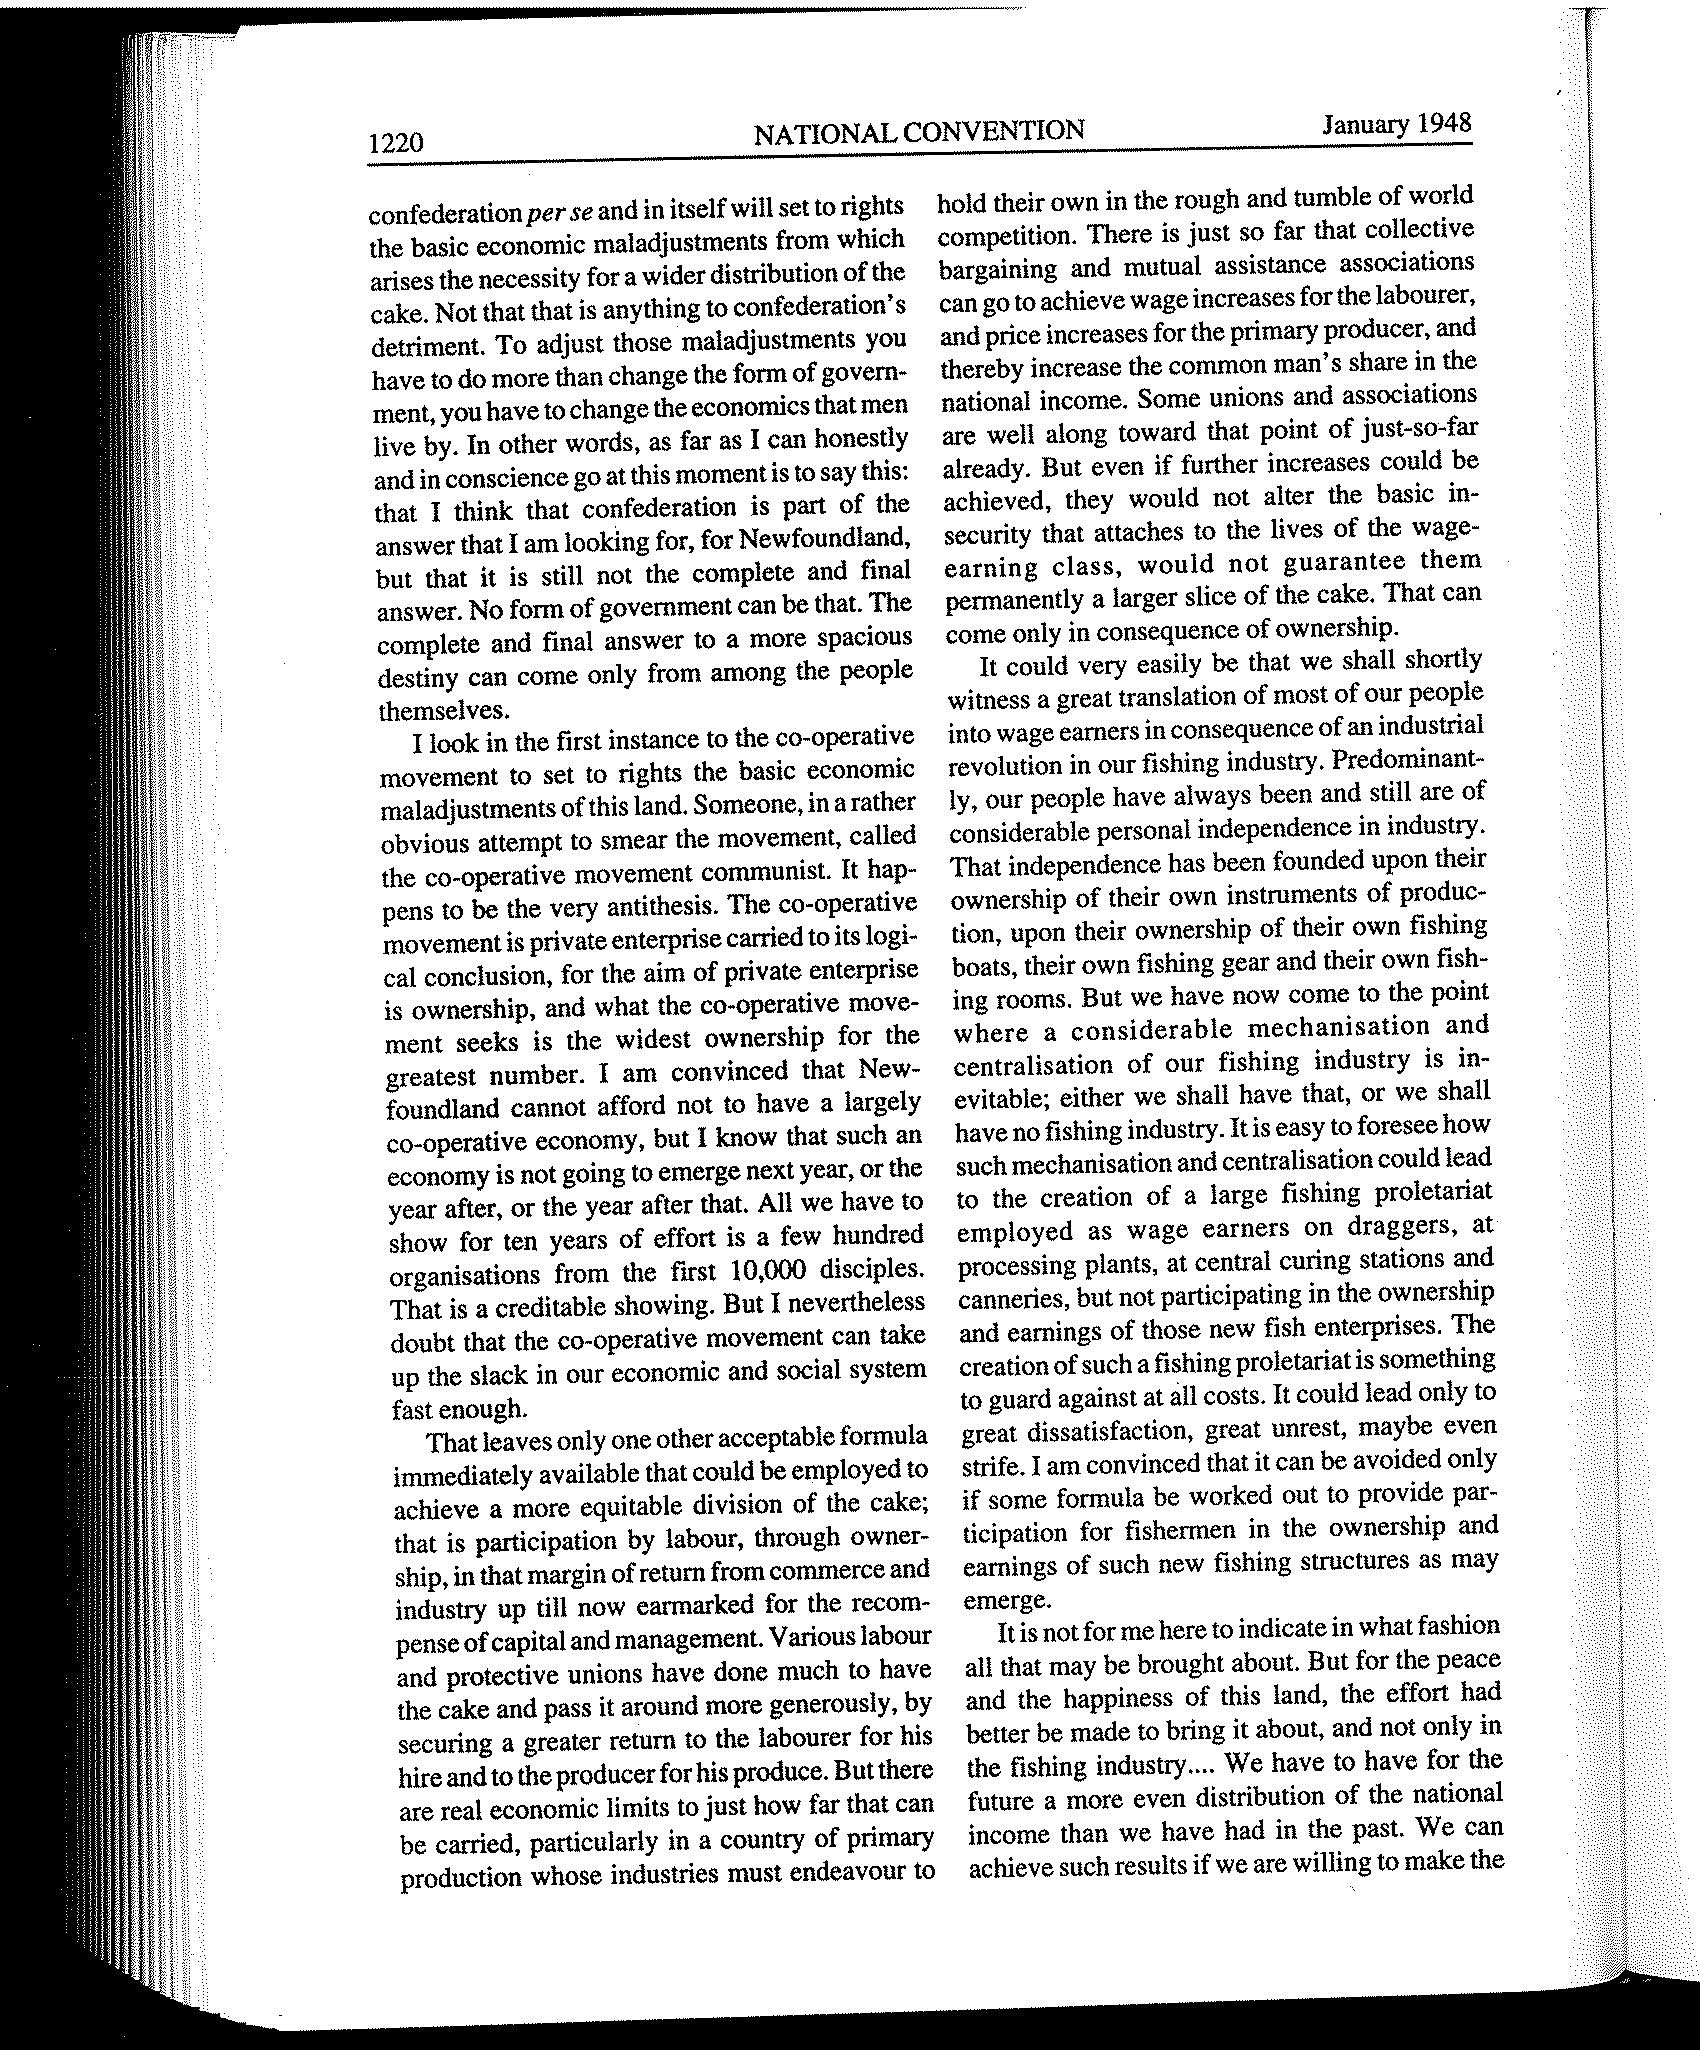 1220
NATIONAL CONVENTION
January 1948
confederation per se and in itself will set to rights
the basic economic maladjustments from which
arises the necessity for a wider distribution of the
cake. Not that that is anything to confederation's
detriment. To adjust those maladjustments you
have to do more than change the form of govern-
ment, you have to change the economics that men
live by. In other words, as far as I can honestly
and in conscience go at this moment is to say this:
that I think that confederation is part of the
answer that I am looking for, for Newfoundland,
but that it is still not the complete and final
answer. No form of government can be that. The
complete and final answer to a more spacious
destiny can come only from among the people
themselves.
I look in the first instance to the co-operative
movement to set to rights the basic economic
maladjustments of this land. Someone, in a rather
obvious attempt to smear the movement, called
the co-operative movement communist. It hap-
pens to be the very antithesis. The co-operative
movement is private enterprise carried to its logi-
cal conclusion, for the aim of private enterprise
is ownership, and what the co-operative move-
ment seeks is the widest ownership for the
greatest number. I am convinced that New-
foundland cannot afford not to have a largely
co-operative economy, but I know that such an
economy is not going to emerge next year, or the
year after, or the year after that. All we have to
show for ten years of effort is a few hundred
organisations from the first 10,000 disciples.
That is a creditable showing. But I nevertheless
doubt that the co-operative movement can take
up the slack in our economic and social system
fast enough.
That leaves only one other acceptable formula
immediately available that could be employed to
achieve a more equitable division of the cake;
that is participation by labour, through owner-
ship, in that margin of return from commerce and
industry up till now earmarked for the recom-
pense of capital and management. Various labour
and protective unions have done much to have
the cake and pass it around more generously, by
securing a greater return to the labourer for his
hire and to the producer for his produce. But there
are real economic limits to just how far that can
be carried, particularly in a country of primary
production whose industries must endeavour to
hold their own in the rough and tumble of world
competition. There is just so far that collective
bargaining and mutual assistance associations
can go to achieve wage increases for the labourer,
and price increases for the primary producer, and
thereby increase the common man's share in the
national income. Some unions and associations
are well along toward that point of just-so-far
already. But even if further increases could be
achieved, they would not alter the basic in-
security that attaches to the lives of the wage-
earning class, would not guarantee them
permanently a larger slice of the cake. That can
come only in consequence of ownership.
It could very easily be that we shall shortly
witness a great translation of most of our people
into wage earners in consequence of an industrial
revolution in our fishing industry. Predominant-
ly, our people have always been and still are of
considerable personal independence in industry.
That independence has been founded upon their
ownership of their own instruments of produc-
tion, upon their ownership of their own fishing
boats, their own fishing gear and their own fish-
ing rooms. But we have now come to the point
where a considerable mechanisation and
centralisation of our fishing industry is in-
evitable; either we shall have that, or we shall
have no fishing industry. It is easy to foresee how
such mechanisation and centralisation could lead
to the creation of a large fishing proletariat
employed as wage earners on draggers, at
processing plants, at central curing stations and
canneries, but not participating in the ownership
and earnings of those new fish enterprises. The
creation of such a fishing proletariat is something
to guard against at all costs. It could lead only to
great dissatisfaction, great unrest, maybe even
strife. I am convinced that it can be avoided only
if some formula be worked out to provide par-
ticipation for fishermen in the ownership and
earnings of such new fishing structures as may
emerge.
It is not for me here to indicate in what fashion
all that may be brought about. But for the peace
and the happiness of this land, the effort had
better be made to bring it about, and not only in
the fishing industry.... We have to have for the
future a more even distribution of the national
income than we have had in the past. We can
achieve such results if we are willing to make the